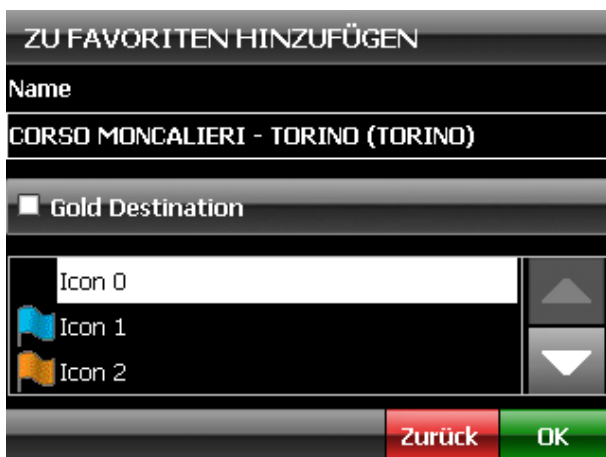 ZU FAVORITEN HINZUFÜGEN
Name
CORSO MONCALIERI - TORINO (TORINO)
Gold Destination
Icon 0
Icon 1
Icon 2
Zurück OK